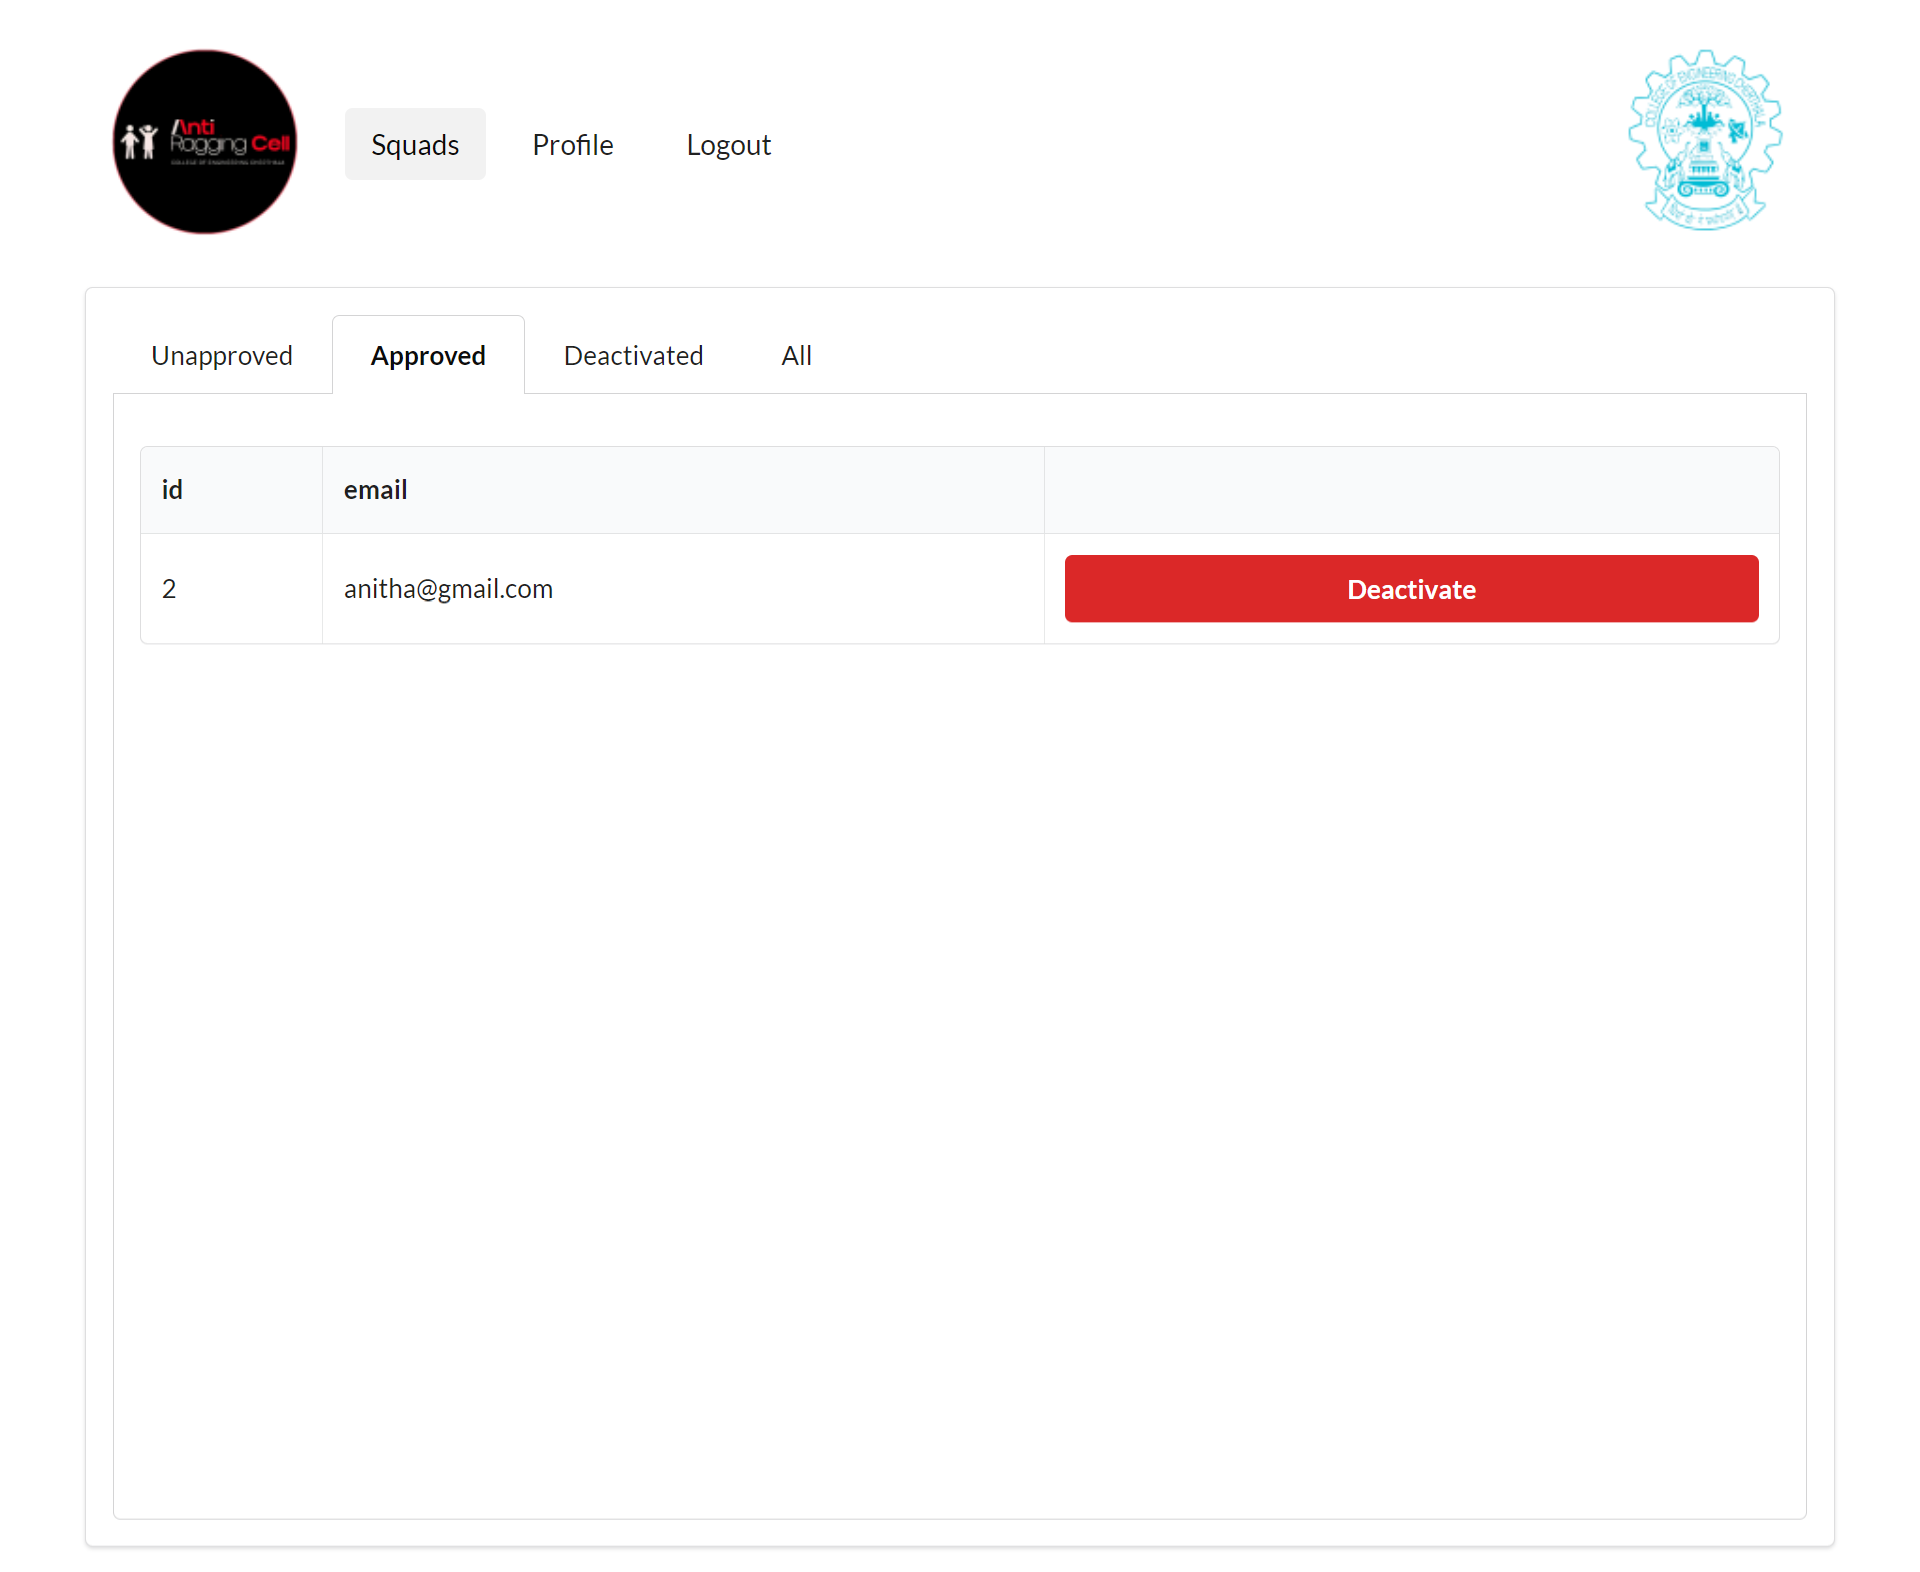 Anti
Ragging Cell
COLLEGE OF ENGINEERING CHERTHALA
Squads
Profile
Logout
COLLEGE OF ENGINEERING CHERTHALA
Unapproved
Approved
Deactivated
All
id
email
2
anitha@gmail.com
Deactivate